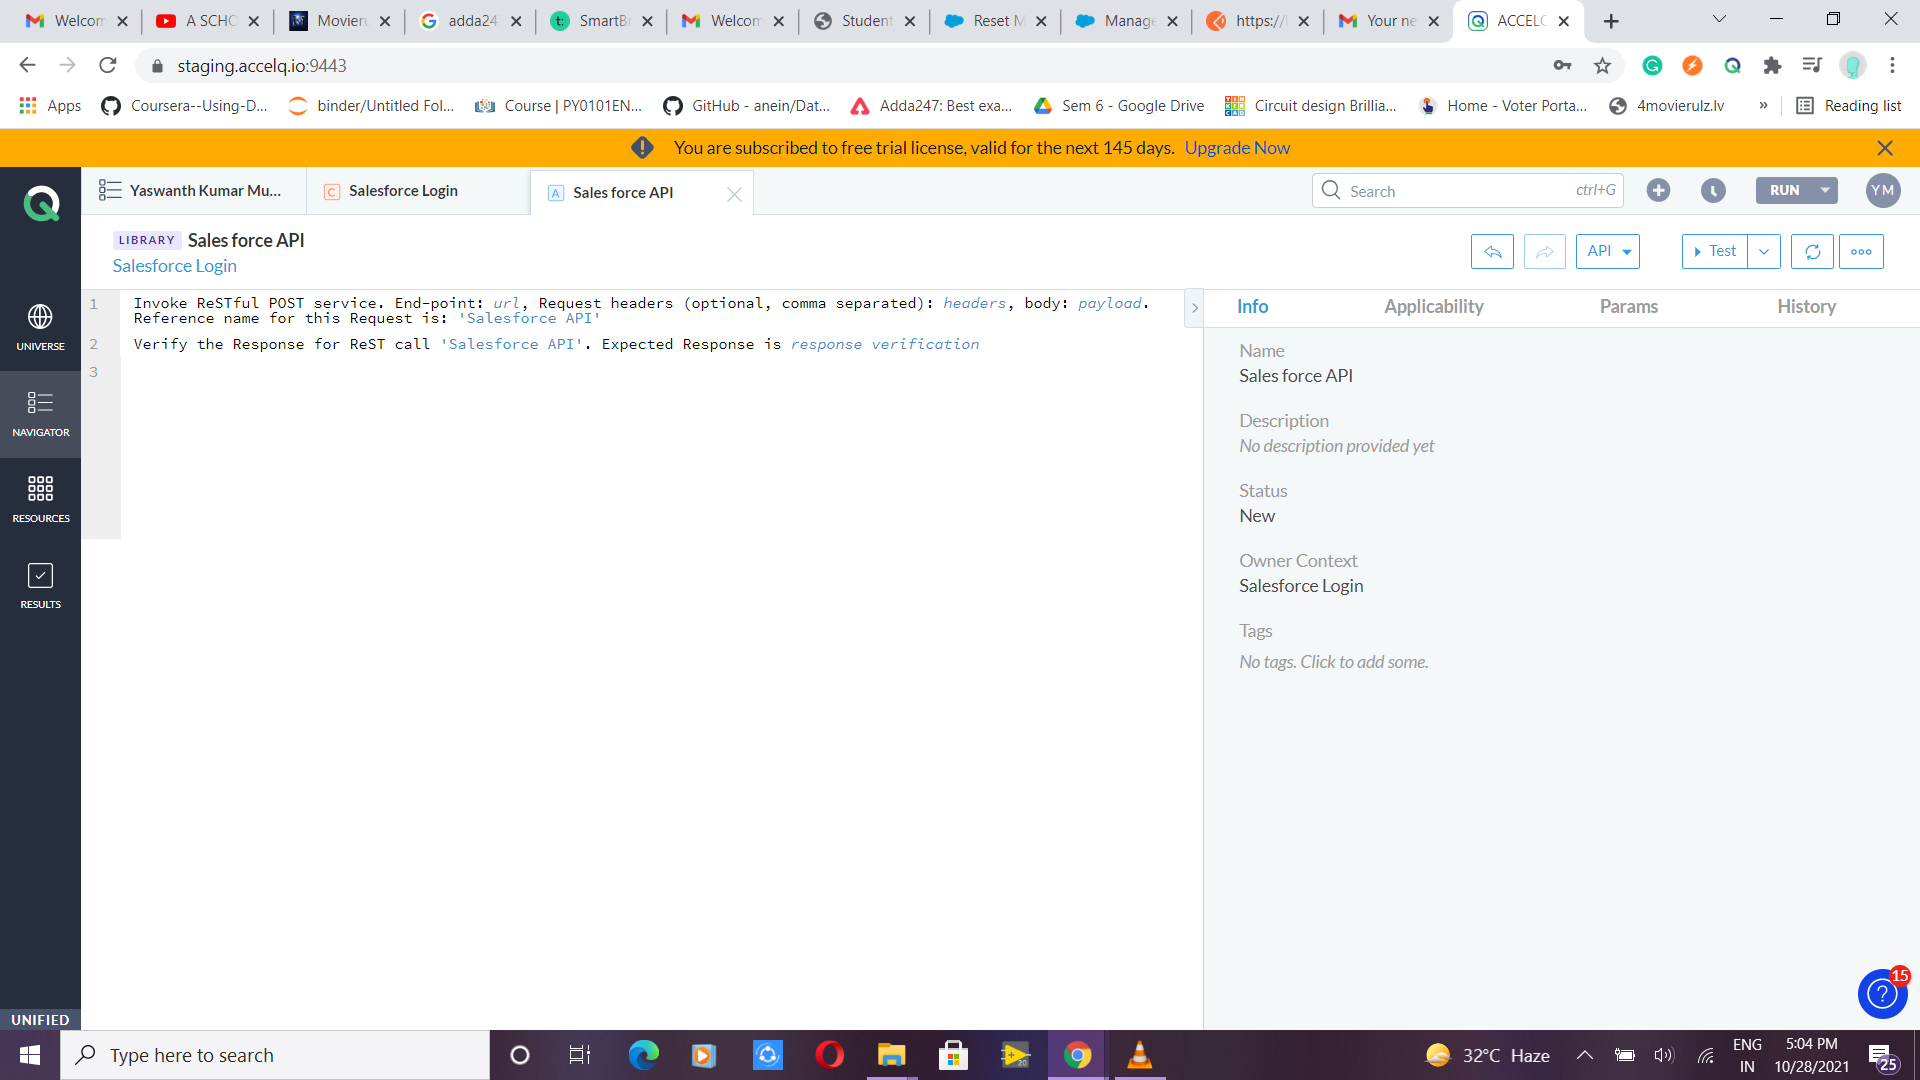 Welcom
A SCHO
Movieru
adda24
SmartBr
Welcom
Student
Reset M
Manage
https://l
Your ne
ACCELQ
staging.accelq.io:9443
Apps
Coursera--Using-D...
binder/Untitled Fol...
Course | PY0101EN...
GitHub - anein/Dat...
Adda247: Best exa...
Sem 6 - Google Drive
Circuit design Brillia...
Home - Voter Porta...
4movierulz.lv
»
Reading list
You are subscribed to free trial license, valid for the next 145 days. Upgrade Now
Yaswanth Kumar Mu...
C Salesforce Login
A Sales force API
Search ctrl+G
RUN
YM
LIBRARY Sales force API
Salesforce Login
API
Test
1 Invoke ReSTful POST service. End-point: url, Request headers (optional, comma separated): headers, body: payload.
Reference name for this Request is: 'Salesforce API'
2 Verify the Response for ReST call 'Salesforce API'. Expected Response is response verification
3
UNIVERSE
NAVIGATOR
RESOURCES
RESULTS
UNIFIED
Info Applicability Params History
Name
Sales force API
Description
No description provided yet
Status
New
Owner Context
Salesforce Login
Tags
No tags. Click to add some.
15
Type here to search
32°C Haze
ENG
IN
5:04 PM
10/28/2021
25